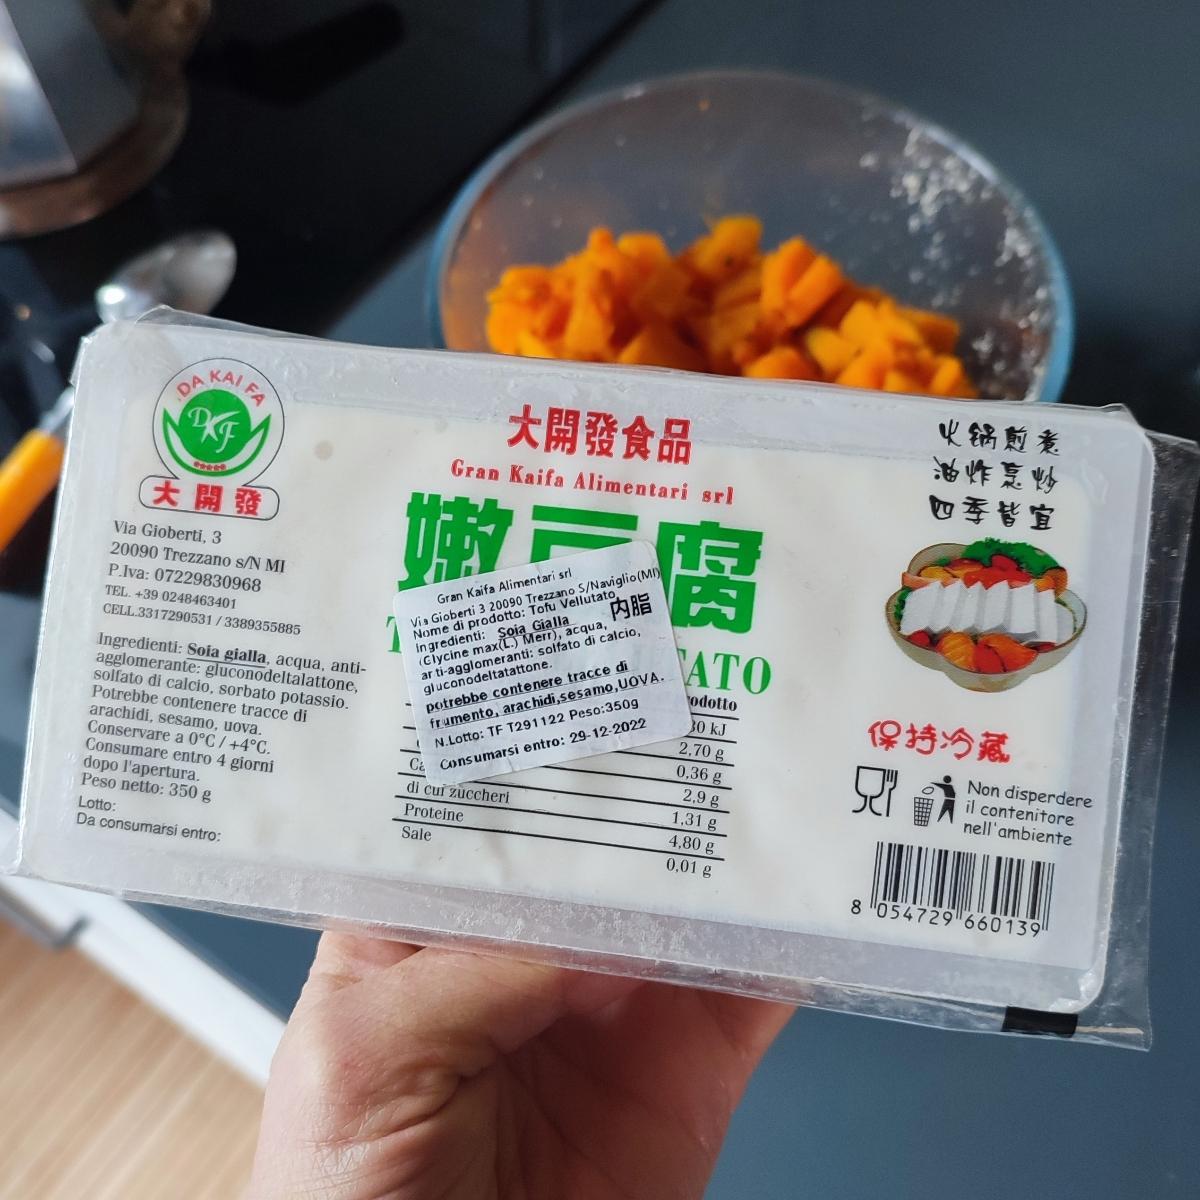 DA KAI FA
DKF
大開發
Via Gioberti, 3
20090 Trezzano s/N MI
P.Iva: 07229830968
TEL. +39 0248463401
CELL.3317290531 / 3389355885
Ingredienti: Soia gialla, acqua, anti-
agglomerante: gluconodeltalattone,
solfato di calcio, sorbato potassio.
Potrebbe contenere tracce di
arachidi, sesamo, uova.
Conservare a 0°C / +4°C.
Consumare entro 4 giorni
dopo l'apertura.
Peso netto: 350 g
Lotto:
Da consumarsi entro:
大開發食品
Gran Kaifa Alimentari srl
嫩豆腐
TATO
Gran Kaifa Alimentari srl
Via Gioberti 3 20090 Trezzano S/Naviglio(MI)
Nome di prodotto: Tofu Vellutato
内脂
Ingredienti: Soia Gialla
(Glycine max(L.) Merr), acqua,
arti-agglomeranti: solfato di calcio,
gluconodeltatattone.
potrebbe contenere tracce di
frumento, arachidi,sesamo,UOVA.
N.Lotto: TF T291122 Peso:350g
Consumarsi entro: 29-12-2022
odotto
30 kJ
2,70 g
0,36 g
di cui zuccheri 2,9 g
Proteine 1,31 g
Sale 4,80 g
0,01 g
火锅煎煮
油炸烹炒
四季皆宜
保持冷藏
Non disperdere
il contenitore
nell'ambiente
8 054729 660139